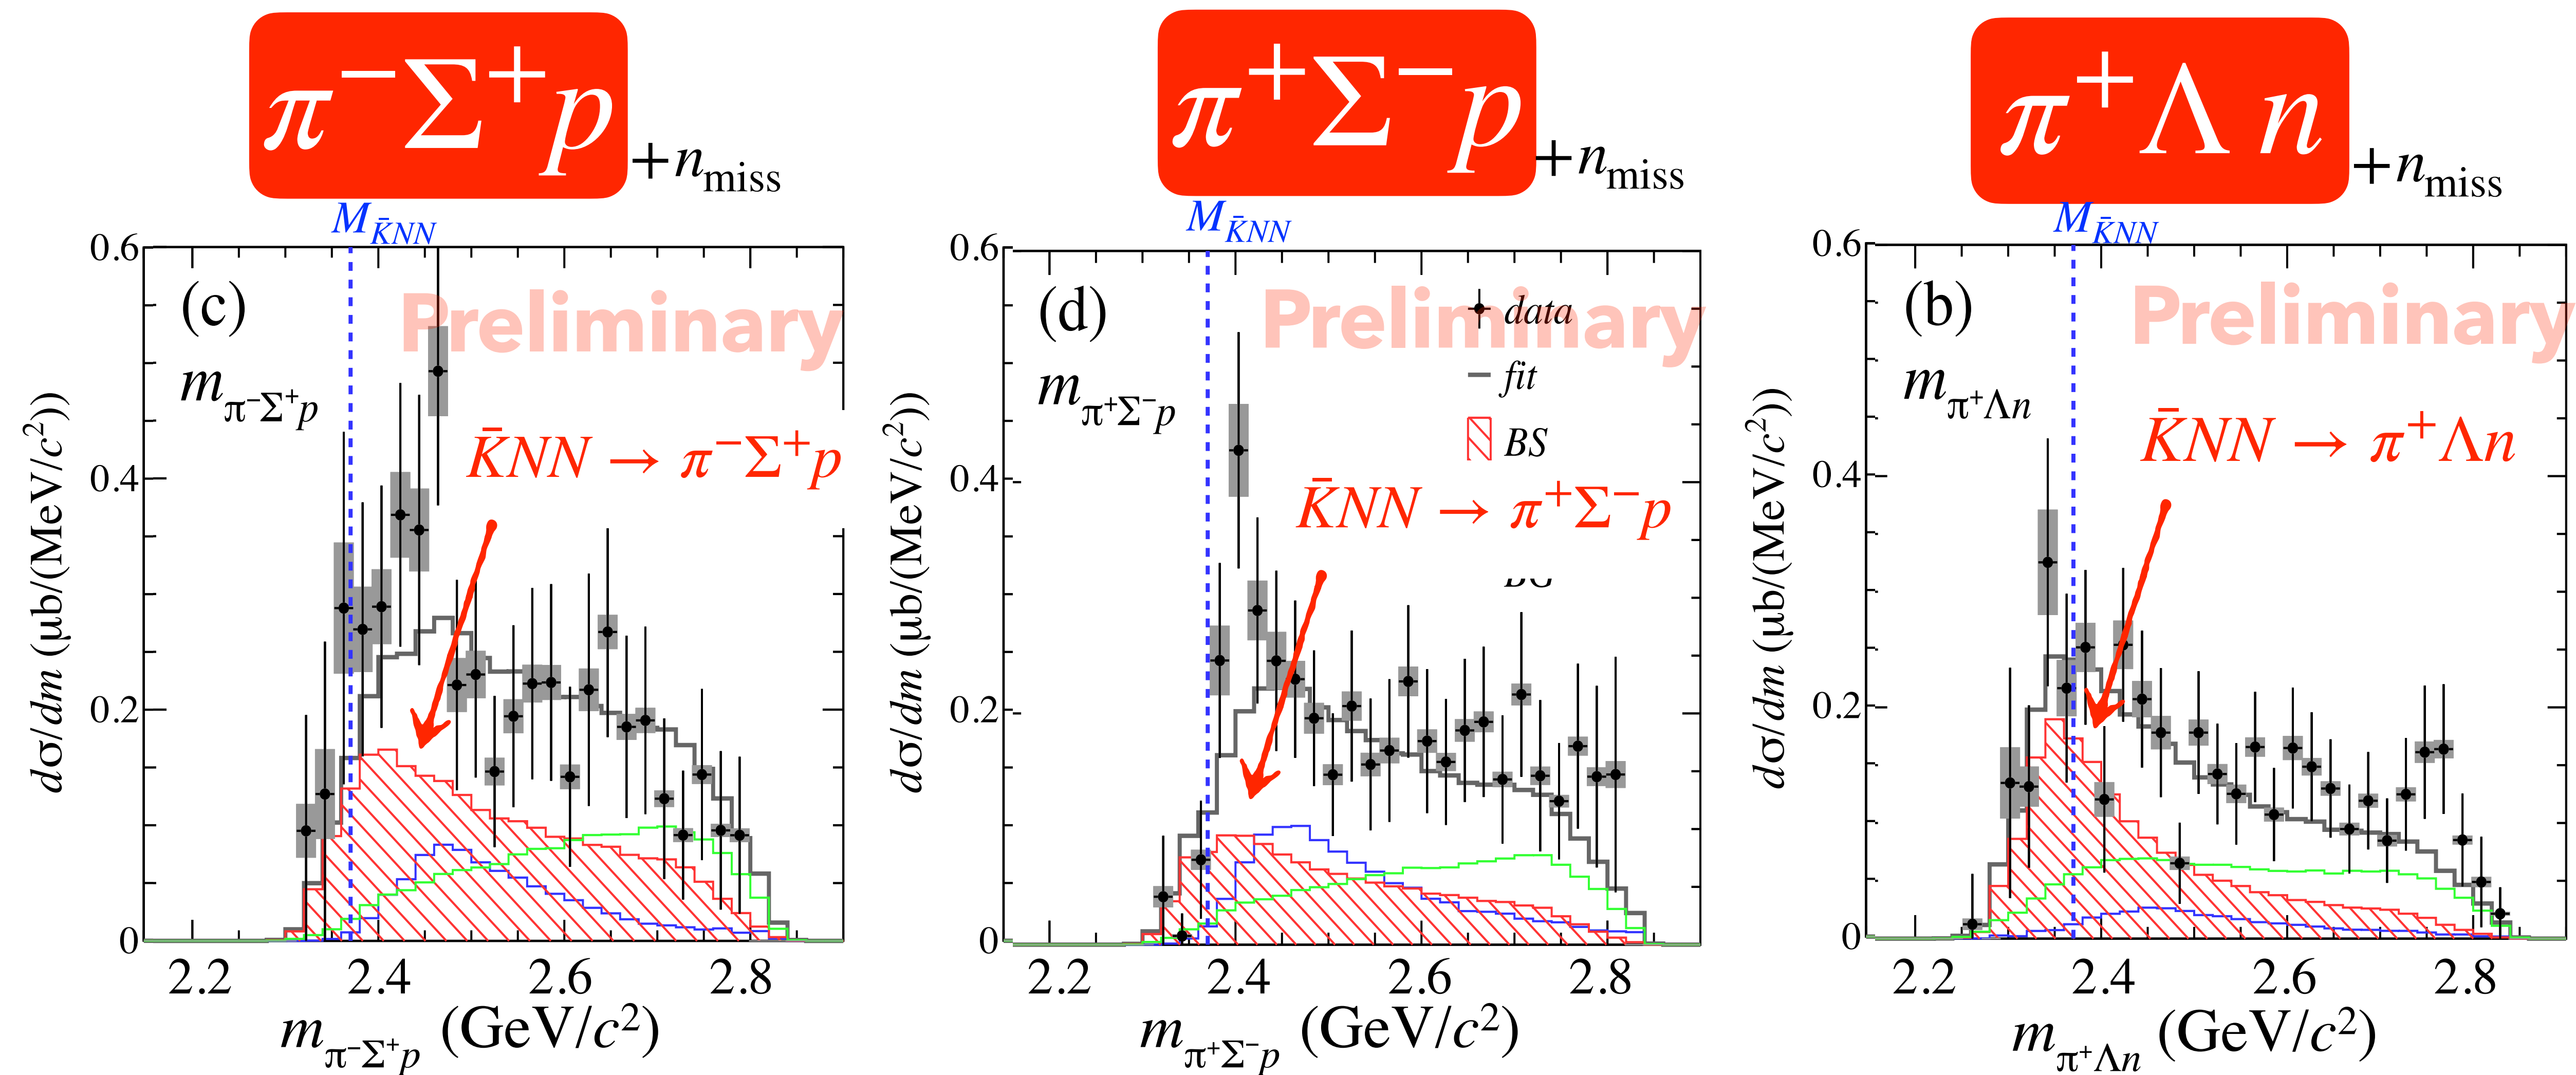 π⁻Σ⁺p +n_miss
M_K̄NN
0.6
0.4
0.2
0
dσ/dm (μb/(MeV/c²))
(c)
Preliminary
m_π⁻Σ⁺p
K̄NN → π⁻Σ⁺p
2.2 2.4 2.6 2.8
m_π⁻Σ⁺p (GeV/c²)
π⁺Σ⁻p +n_miss
M_K̄NN
0.6
0.4
0.2
0
dσ/dm (μb/(MeV/c²))
(d)
Preliminary
data
m_π⁺Σ⁻p
fit
BS
K̄NN → π⁺Σ⁻p
2.2 2.4 2.6 2.8
m_π⁺Σ⁻p (GeV/c²)
π⁺Λ n +n_miss
M_K̄NN
0.6
0.4
0.2
0
dσ/dm (μb/(MeV/c²))
(b)
Preliminary
m_π⁺Λn
K̄NN → π⁺Λn
2.2 2.4 2.6 2.8
m_π⁺Λn (GeV/c²)